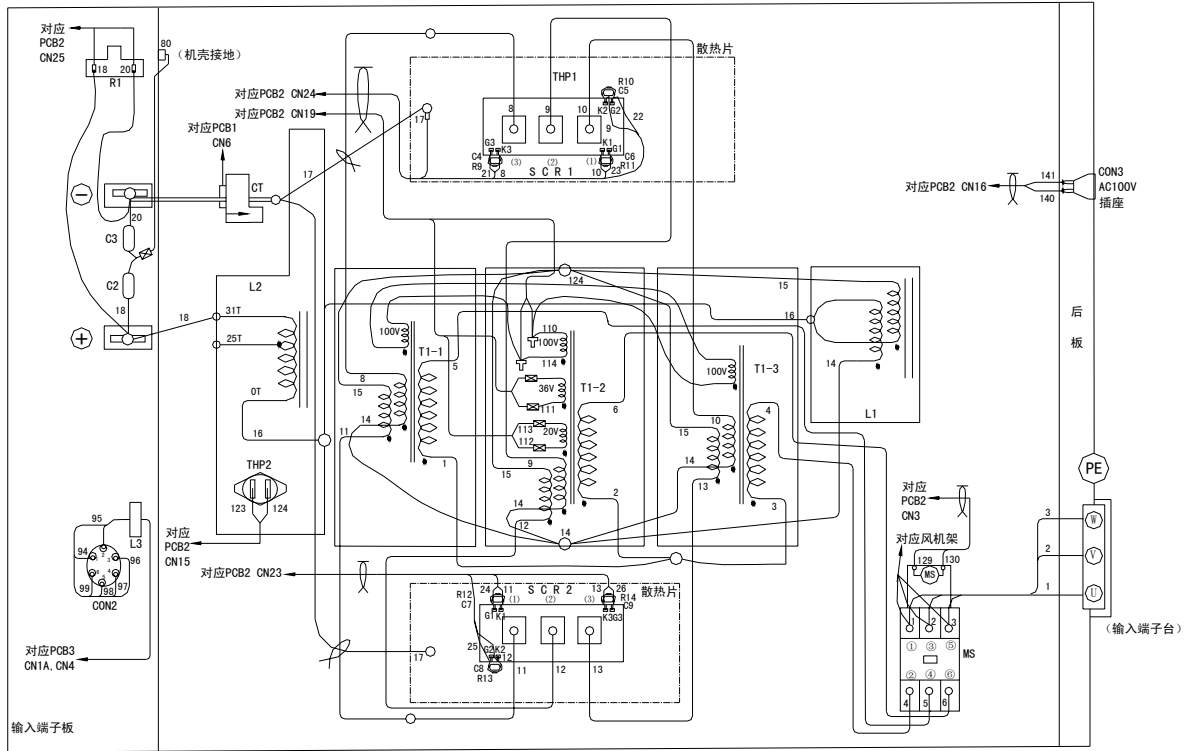 对应
PCB2
CN25
80
(机壳接地)
18
20
R1
对应PCB2 CN24
对应PCB2 CN19
对应PCB1
CN6
17
CT
17
20
C3
C2
18
18
散热片
THP1
R10
C5
K2 G2
22
8
9
10
9
G3
K3
K1
G1
C4
R9
C6
R11
(3)
(2)
(1)
21
8
SCR1
10
23
141
140
CON3
AC100V
插座
对应PCB2 CN16
L2
31T
25T
0T
16
THP2
123
124
对应
PCB2
CN15
124
15
16
14
L1
100V
T1-1
5
8
15
14
11
1
110
100V
114
36V
111
113
20V
112
T1-2
6
9
15
14
12
2
14
100V
T1-3
4
10
15
14
13
3
后
板
PE
3
2
1
W
V
U
(输入端子台)
对应
PCB2
CN3
对应风机架
129
130
MS
1
2
3
①
③
⑤
MS
②
④
⑥
4
5
6
95
L3
94
96
99
98
97
CON2
对应PCB3
CN1A,CN4
对应PCB2 CN23
R12
C7
24
11
SCR2
(1)
(2)
(3)
13
26
R14
C9
散热片
G1
K1
K3
G3
25
G2
K2
12
C8
R13
17
11
12
13
输入端子板